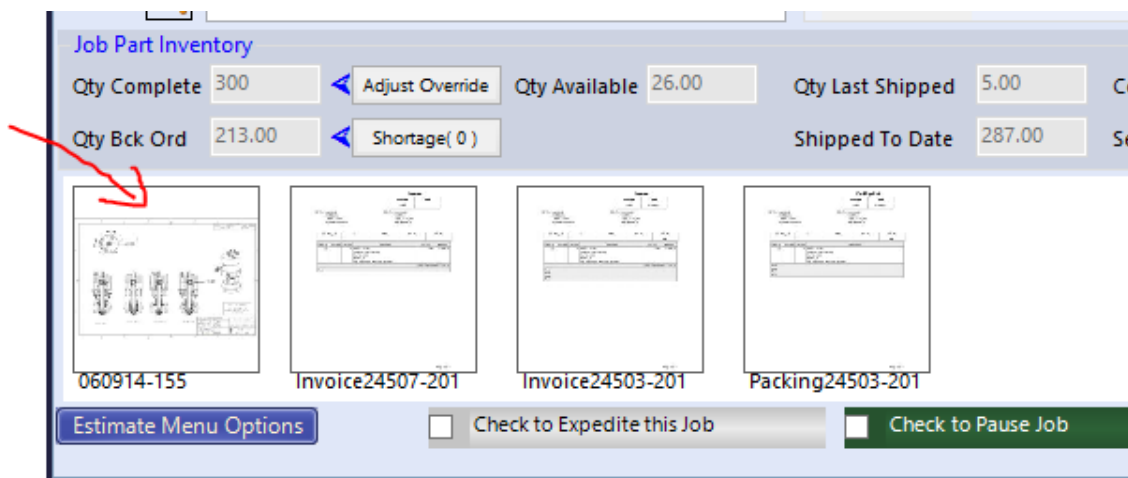 Job Part Inventory
Qty Complete 300 Adjust Override Qty Available 26.00 Qty Last Shipped 5.00
Qty Bck Ord 213.00 Shortage( 0 ) Shipped To Date 287.00
060914-155 Invoice24507-201 Invoice24503-201 Packing24503-201
Estimate Menu Options Check to Expedite this Job Check to Pause Job